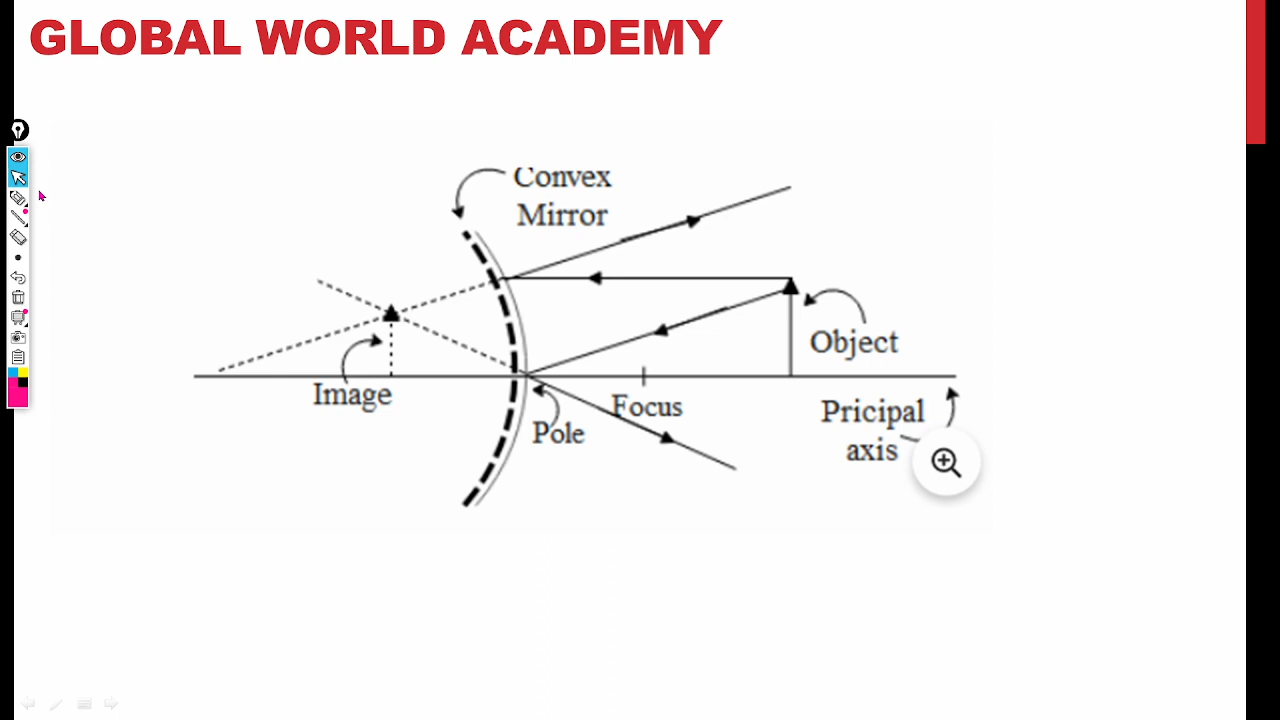 GLOBAL WORLD ACADEMY
Convex
Mirror
Object
Image
Focus
Pole
Pricipal
axis